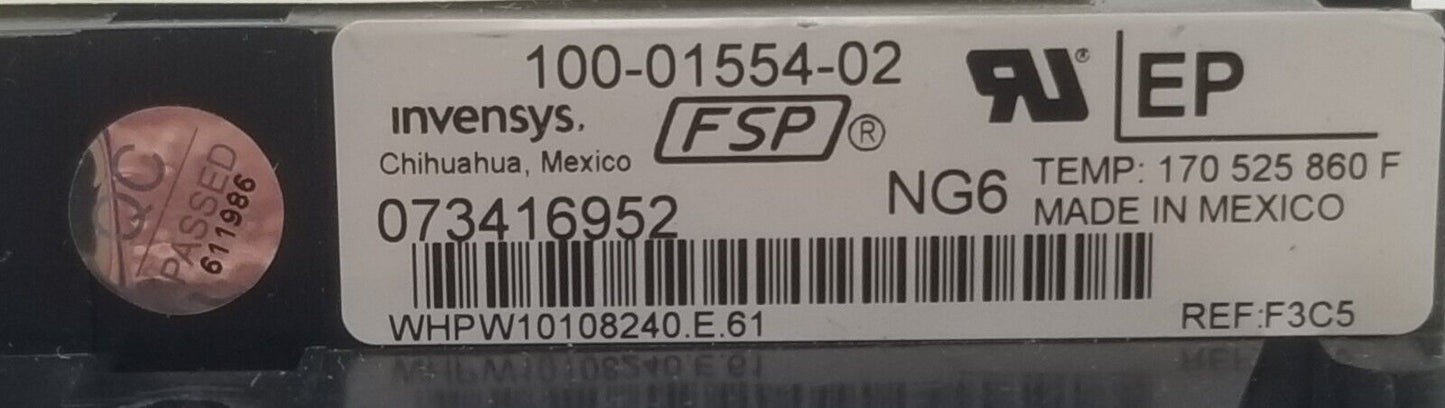 100-01554-02
invensys.
FSP®
Chihuahua, Mexico
EP
073416952
NG6
TEMP: 170 525 860 F
MADE IN MEXICO
WHPW10108240.E.61
REF:F3C5
QC
PASSED
611986